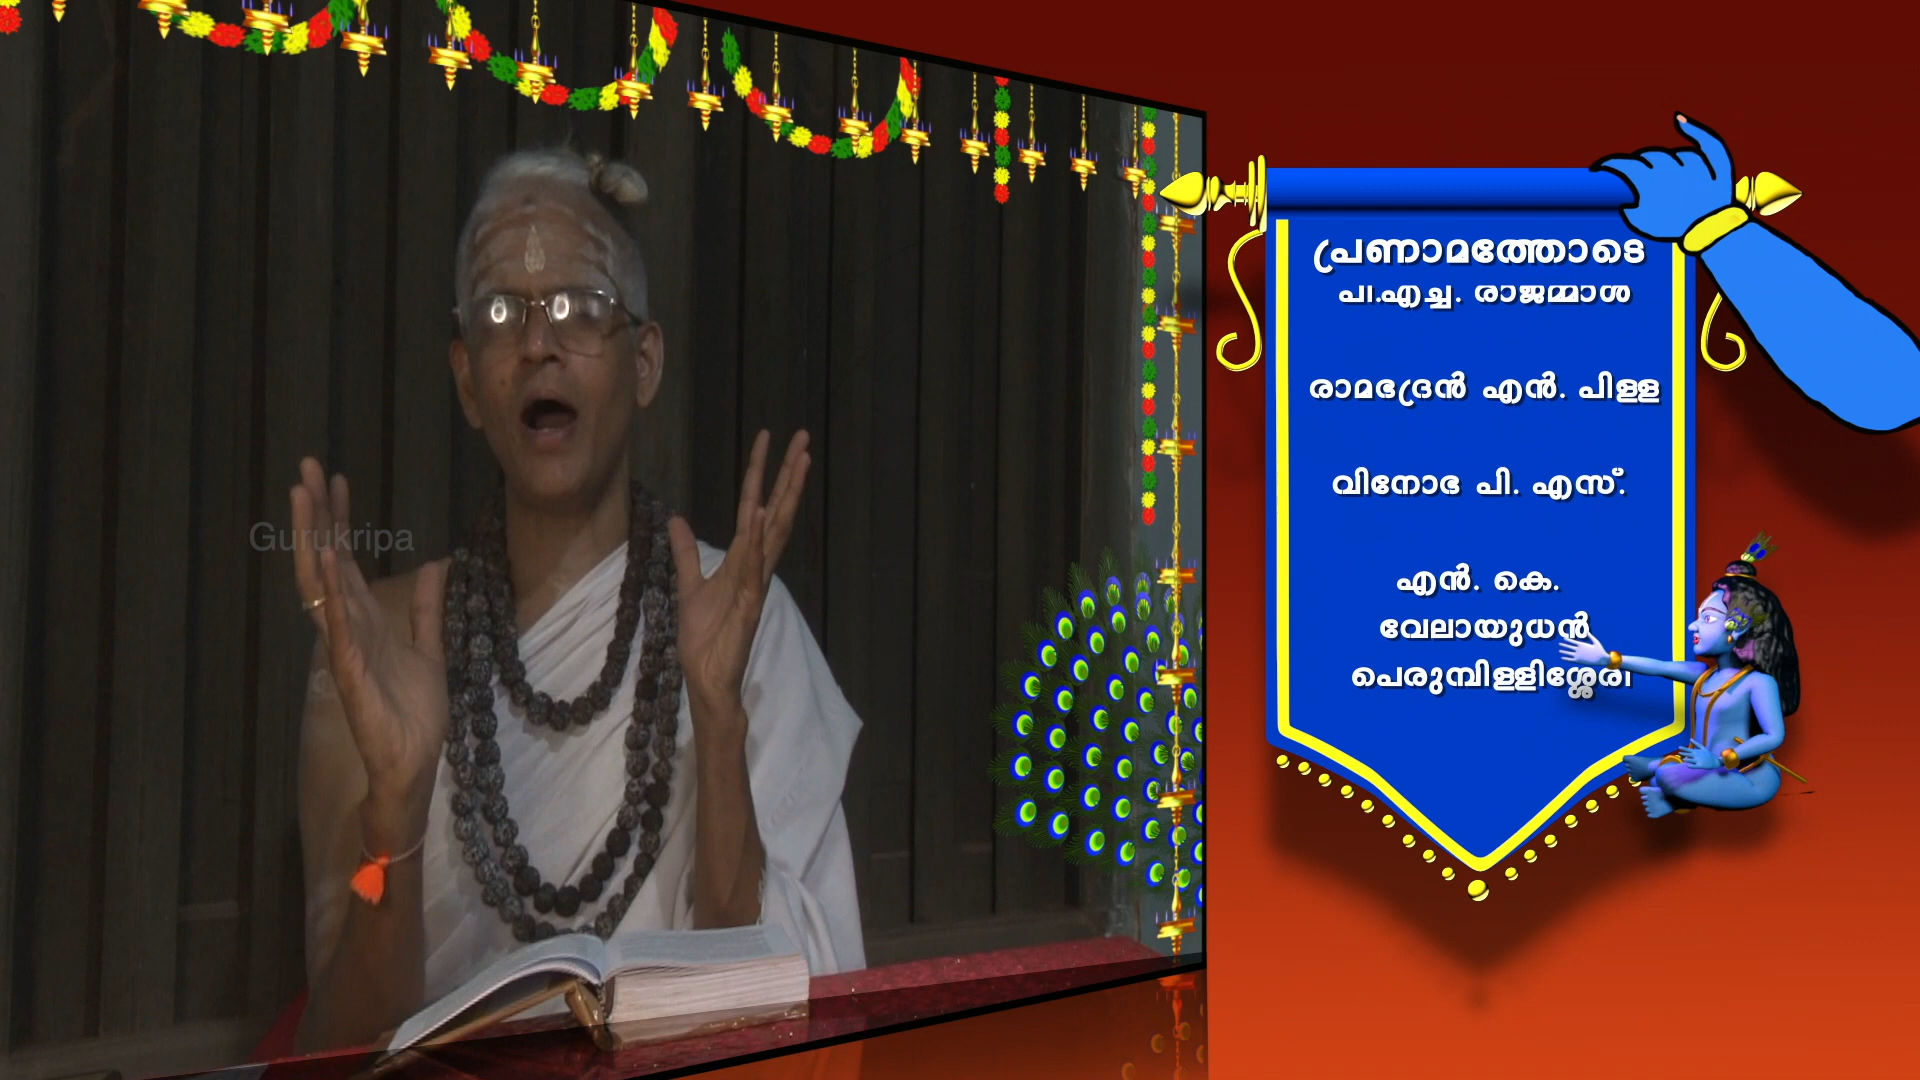 Gurukripa
പ്രണാമത്തോടെ
പി.എച്ച. രാജമ്മാൾ
രാമഭദ്രൻ എൻ. പിള്ള
വിനോഭ പി. എസ്.
എൻ. കെ.
വേലായുധൻ
പെരുമ്പിള്ളിശ്ശേരി